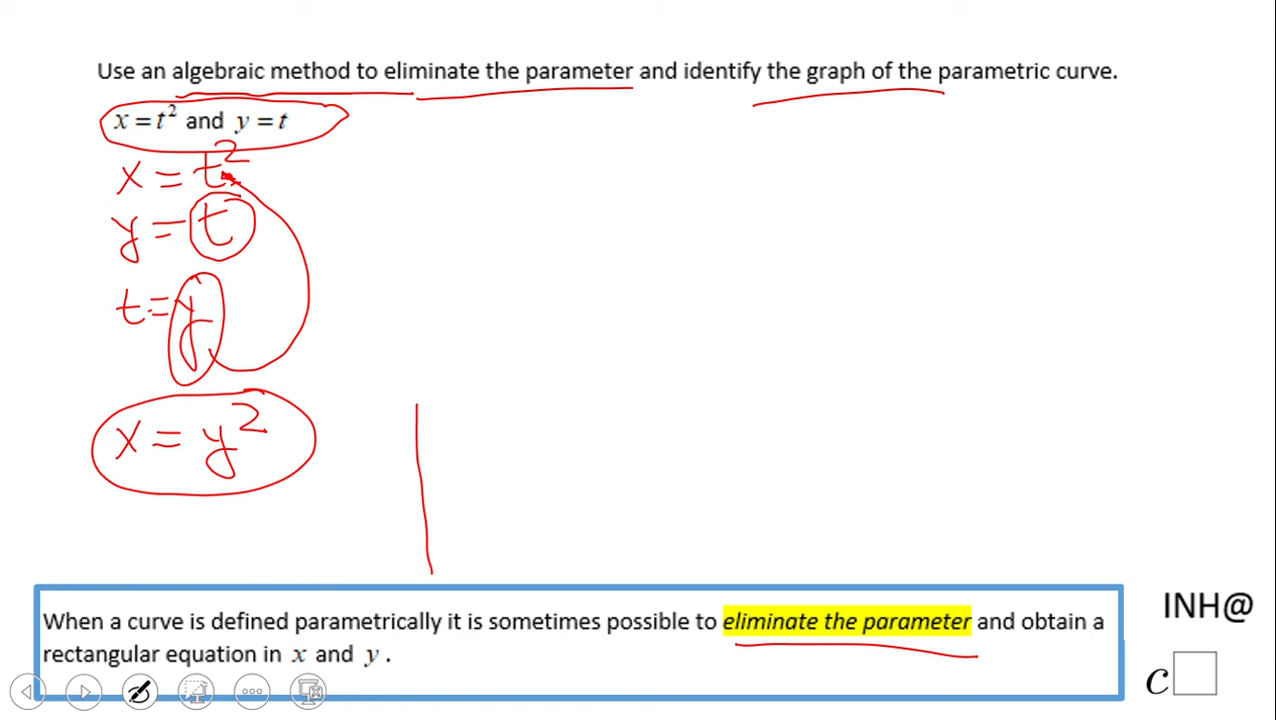 Use an algebraic method to eliminate the parameter and identify the graph of the parametric curve.
x = t² and y = t
x = t²
y = t
t = y
x = y²
When a curve is defined parametrically it is sometimes possible to eliminate the parameter and obtain a
rectangular equation in x and y .
INH@
c